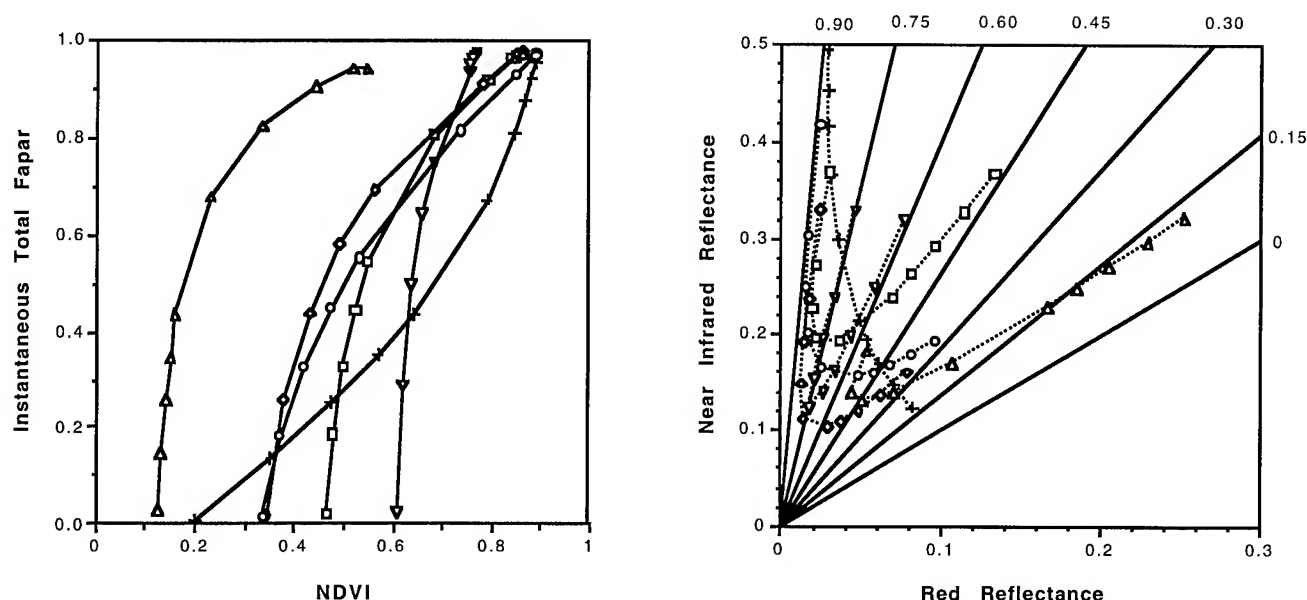 1.0
0.8
0.6
0.4
0.2
0.0
Instantaneous Total Fapar
0 0.2 0.4 0.6 0.8 1
NDVI
0.90 0.75 0.60 0.45 0.30
0.15
0
0.5
0.4
0.3
0.2
0.1
0
Near Infrared Reflectance
0 0.1 0.2 0.3
Red Reflectance